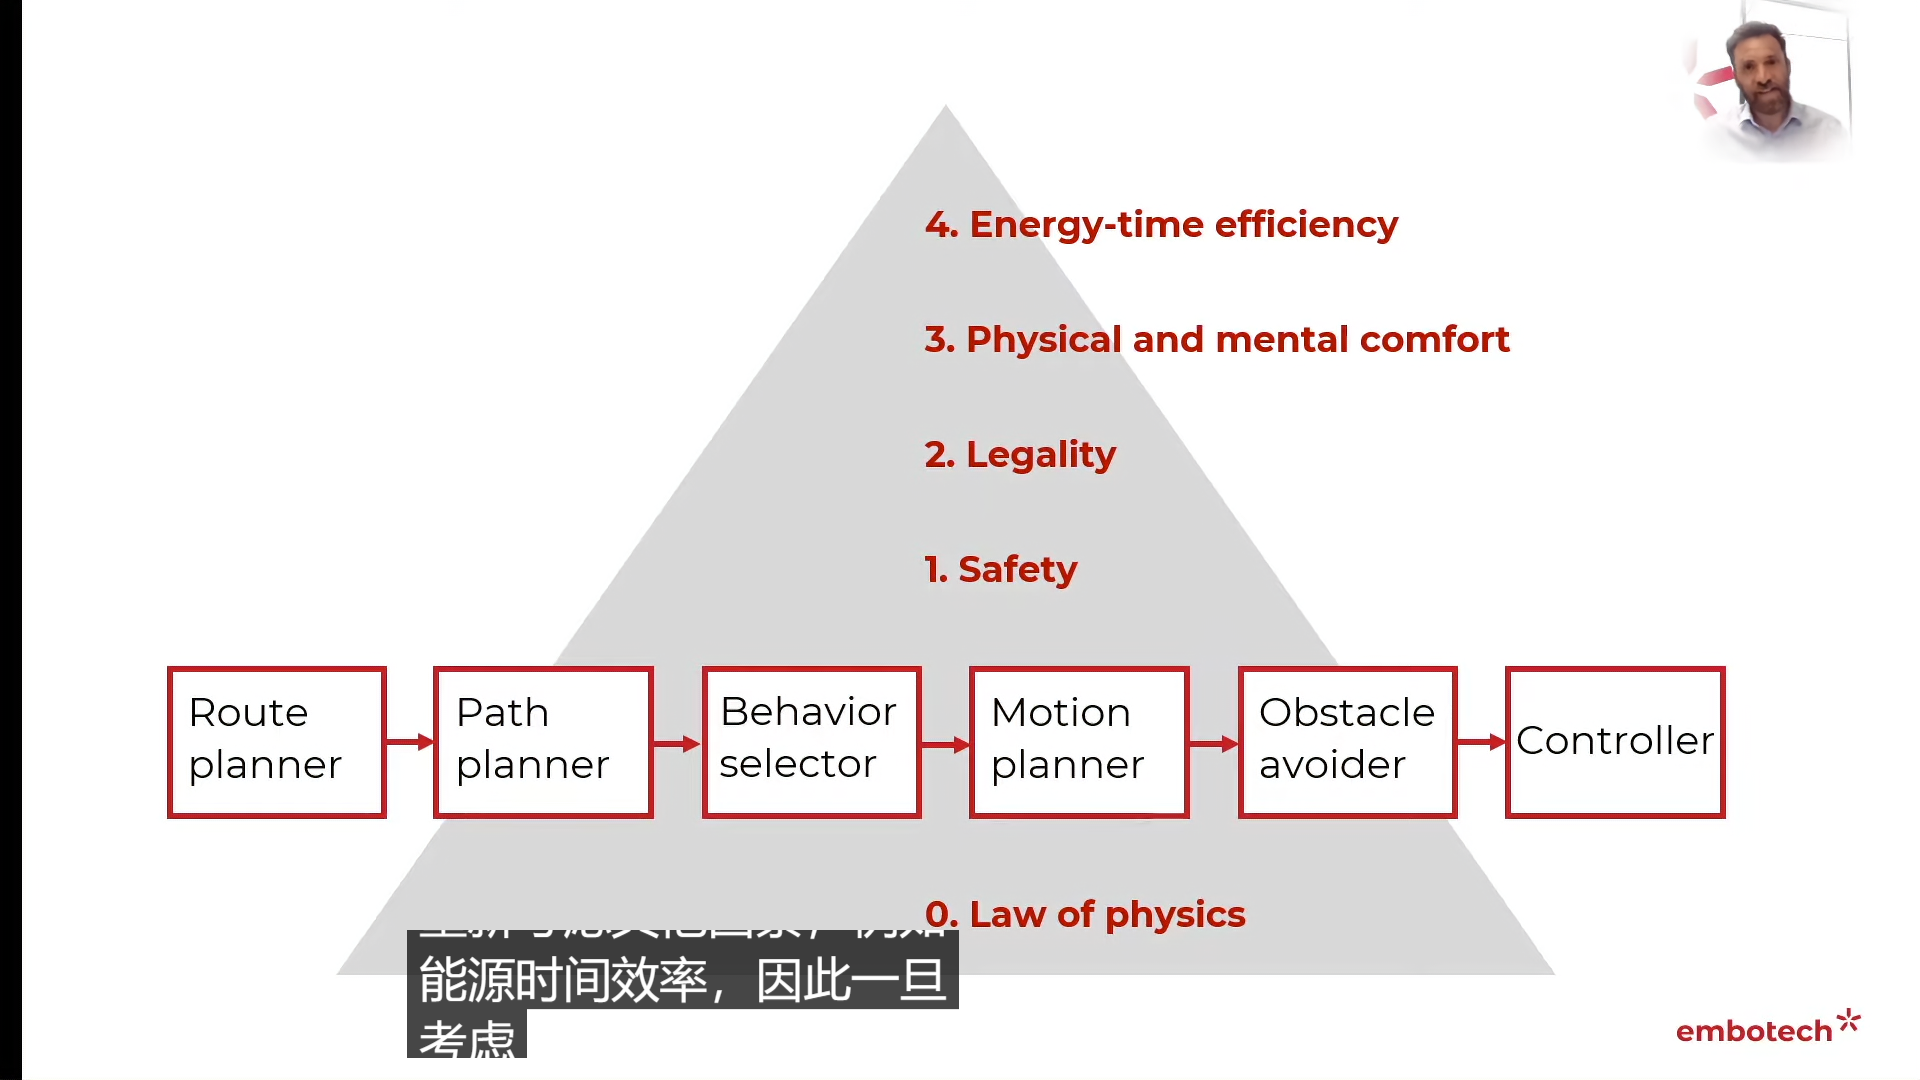 4. Energy-time efficiency
3. Physical and mental comfort
2. Legality
1. Safety
Route
planner
Path
planner
Behavior
selector
Motion
planner
Obstacle
avoider
Controller
0. Law of physics
能源时间效率，因此一旦
考虑
embotech